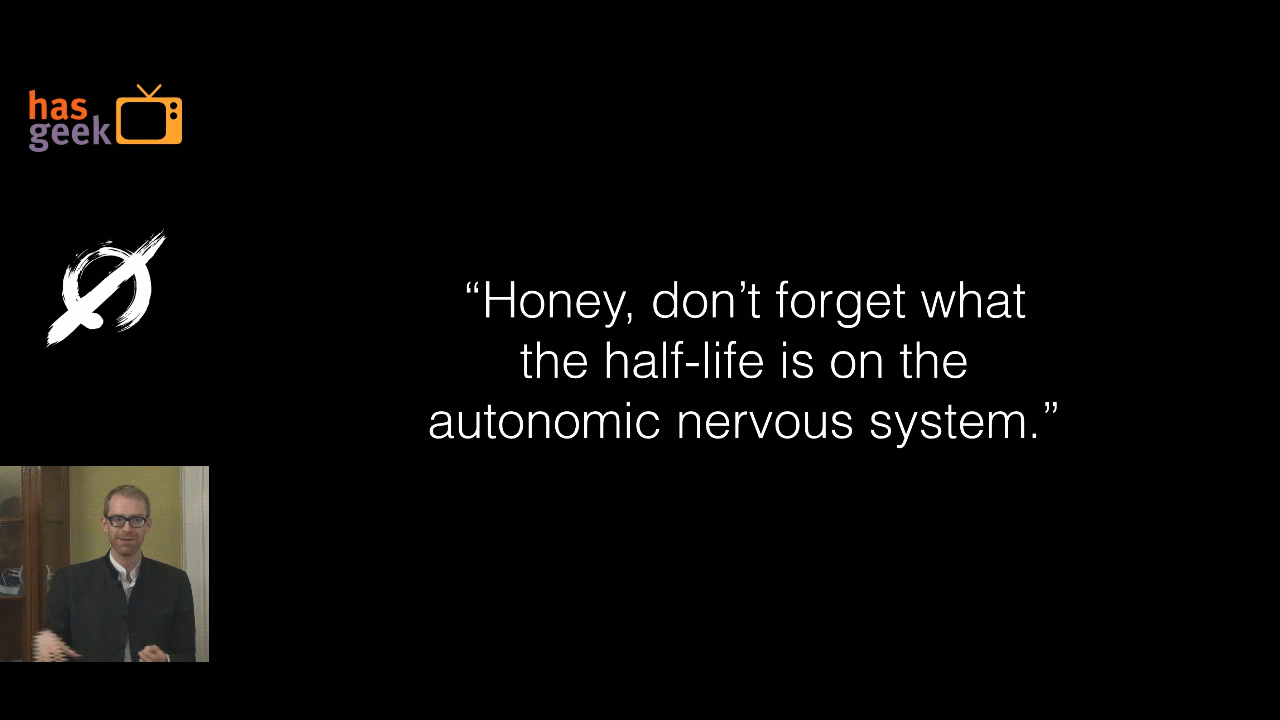 has
geek
“Honey, don’t forget what
the half-life is on the
autonomic nervous system.”